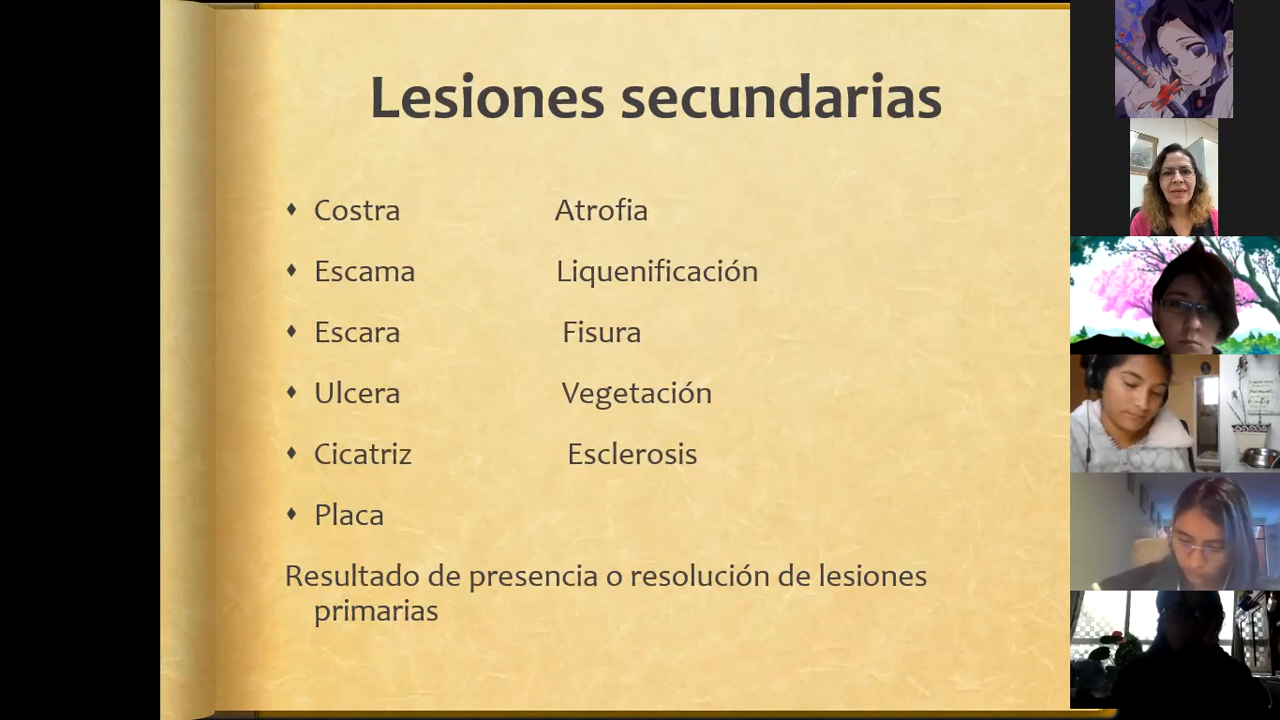 Lesiones secundarias
Costra Atrofia
Escama Liquenificación
Escara Fisura
Ulcera Vegetación
Cicatriz Esclerosis
Placa
Resultado de presencia o resolución de lesiones
primarias